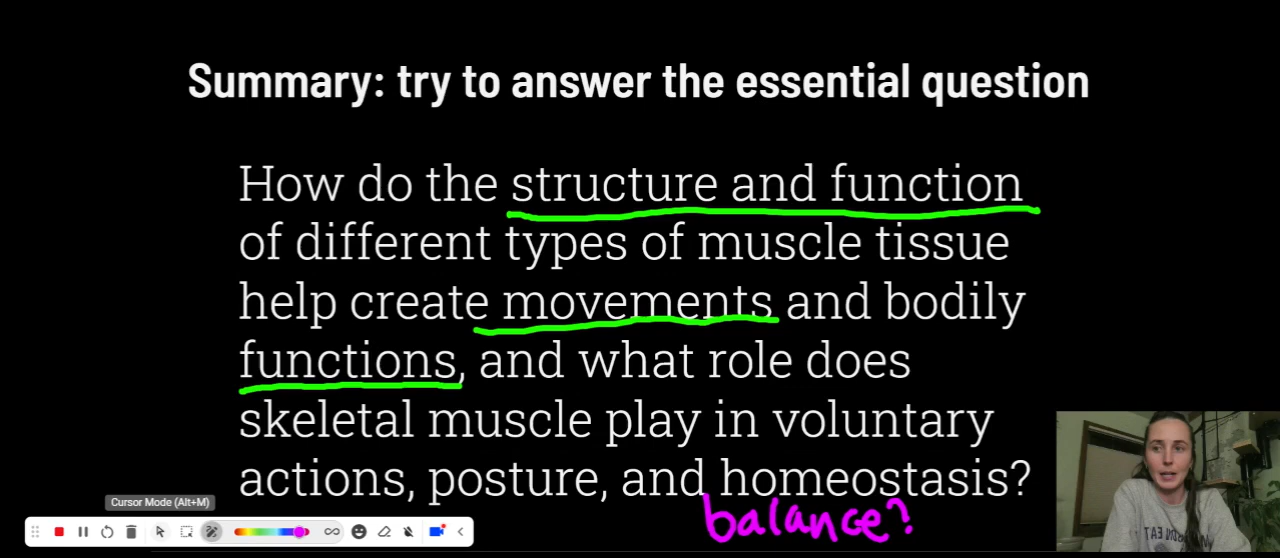 Summary: try to answer the essential question
How do the structure and function
of different types of muscle tissue
help create movements and bodily
functions, and what role does
skeletal muscle play in voluntary
actions, posture, and homeostasis?
balance?
Cursor Mode (Alt+M)